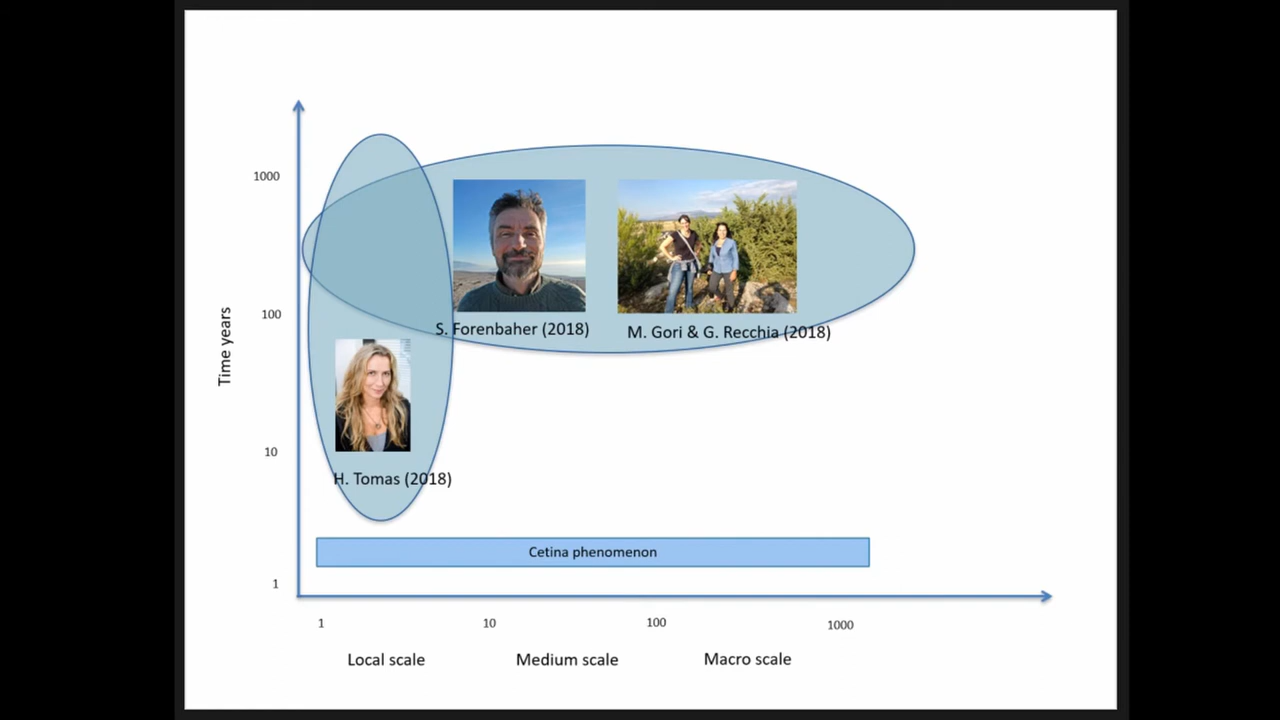 1000
S. Forenbaher (2018)
M. Gori & G. Recchia (2018)
100
Time years
10
H. Tomas (2018)
Cetina phenomenon
1
1
10
100
1000
Local scale
Medium scale
Macro scale